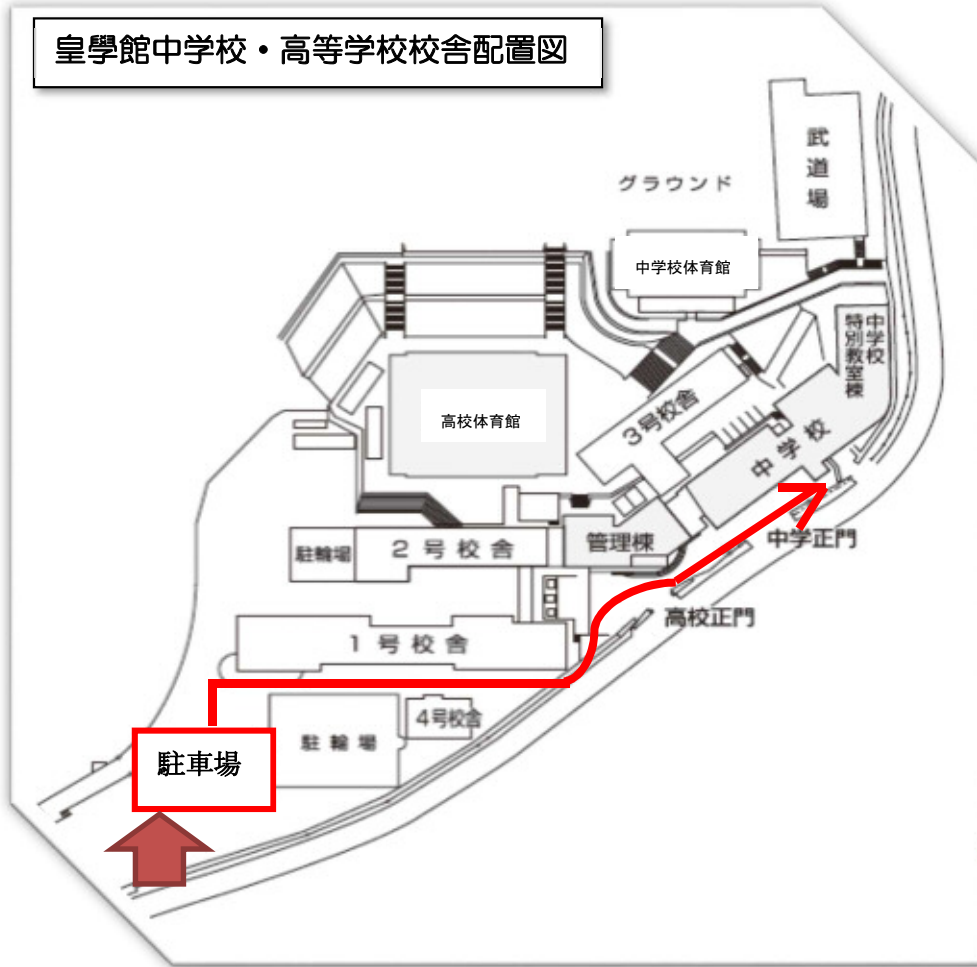 皇學館中学校・高等学校校舎配置図
武道場
グラウンド
中学校体育館
中学校
特別教室棟
3号校舎
高校体育館
中学校
駐輪場
2号校舎
管理棟
中学正門
高校正門
1号校舎
4号校舎
駐輪場
駐車場